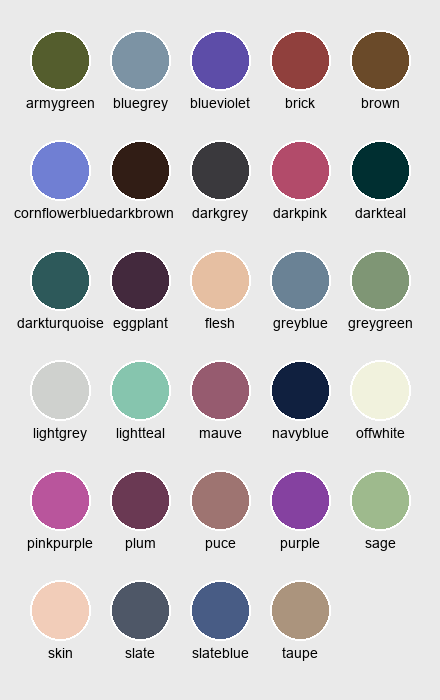 armygreen bluegrey blueviolet brick brown
cornflowerblue darkbrown darkgrey darkpink darkteal
darkturquoise eggplant flesh greyblue greygreen
lightgrey lightteal mauve navyblue offwhite
pinkpurple plum puce purple sage
skin slate slateblue taupe